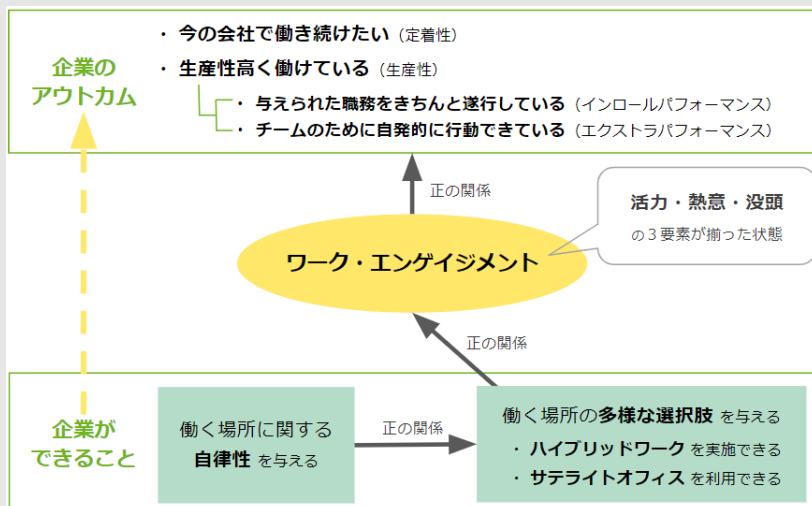 企業の
アウトカム
・ 今の会社で働き続けたい（定着性）
・ 生産性高く働けている（生産性）
・ 与えられた職務をきちんと遂行している（インロールパフォーマンス）
・ チームのために自発的に行動できている（エクストラパフォーマンス）
正の関係
活力・熱意・没頭
の３要素が揃った状態
ワーク・エンゲイジメント
正の関係
企業が
できること
働く場所に関する
自律性 を与える
正の関係
働く場所の多様な選択肢 を与える
・ ハイブリッドワーク を実施できる
・ サテライトオフィス を利用できる